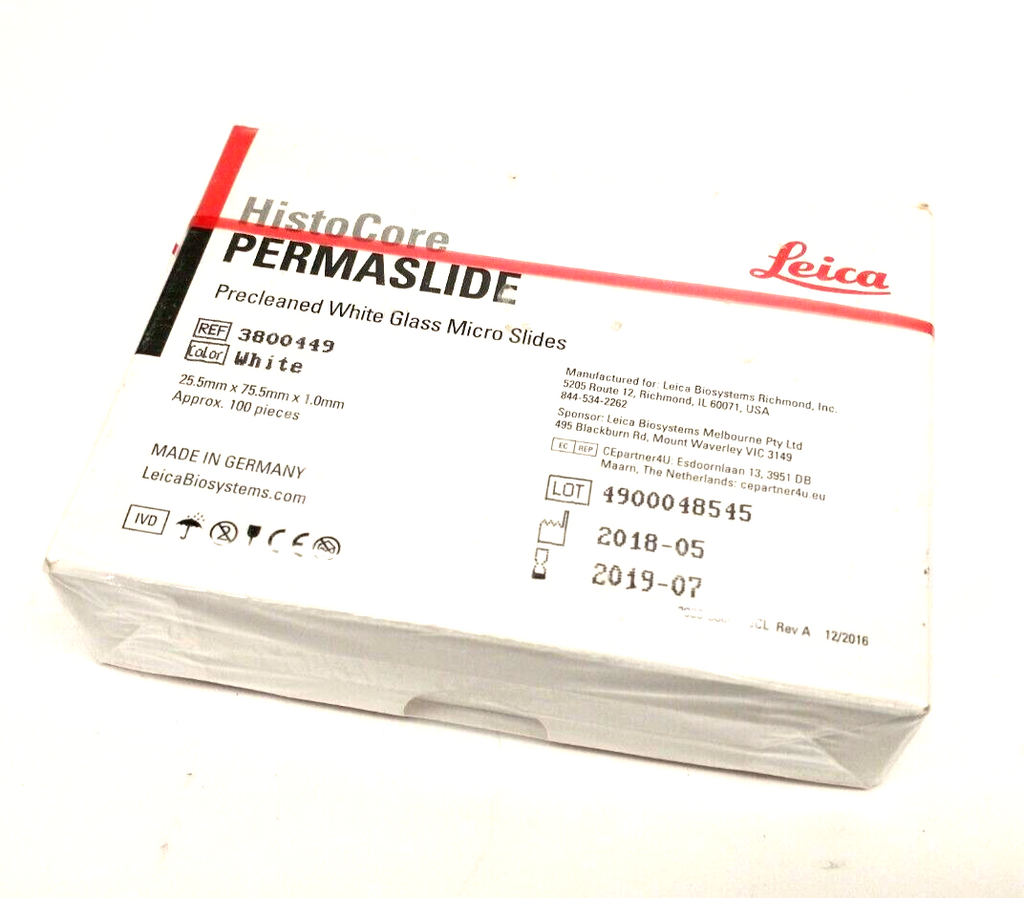 HistoCore
PERMASLIDE
Leica
Precleaned White Glass Micro Slides
REF 3800449
Color White
25.5mm x 75.5mm x 1.0mm
Approx. 100 pieces
MADE IN GERMANY
LeicaBiosystems.com
IVD
CE
Manufactured for: Leica Biosystems Richmond, Inc.
5205 Route 12, Richmond, IL 60071, USA
844-534-2262
Sponsor: Leica Biosystems Melbourne Pty Ltd
495 Blackburn Rd, Mount Waverley VIC 3149
EC REP CEpartner4U. Esdoornlaan 13, 3951 DB
Maarn, The Netherlands: cepartner4u.eu
LOT 4900048545
2018-05
2019-07
Rev A 12/2016